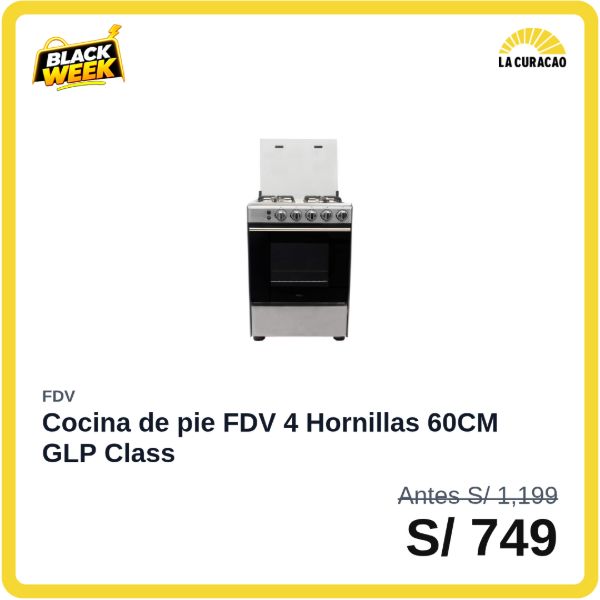 BLACK
WEEK
LA CURACAO
FDV
Cocina de pie FDV 4 Hornillas 60CM
GLP Class
Antes S/ 1,199
S/ 749